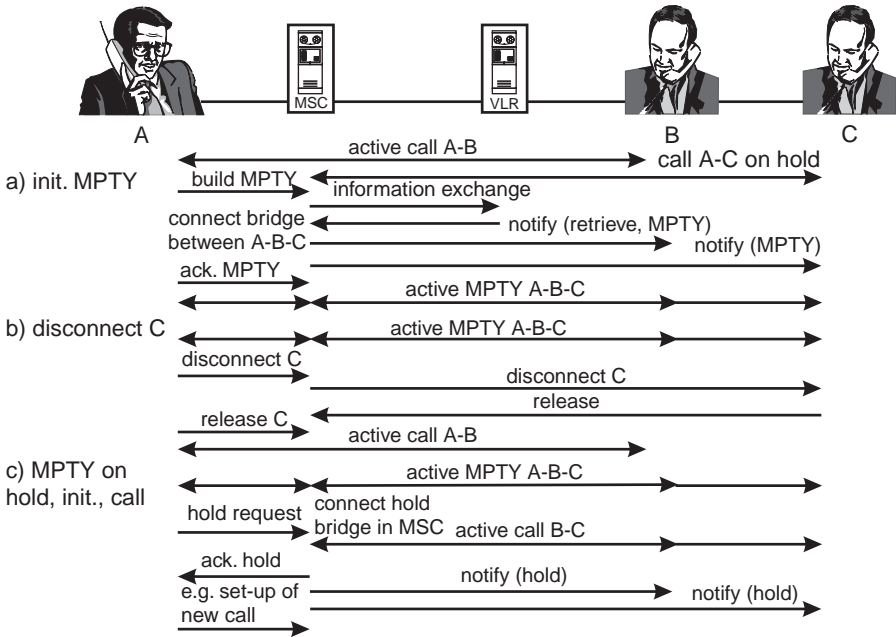 MSC
VLR
A
B
C
active call A-B
call A-C on hold
a) init. MPTY
build MPTY
information exchange
connect bridge
between A-B-C
notify (retrieve, MPTY)
notify (MPTY)
ack. MPTY
active MPTY A-B-C
b) disconnect C
active MPTY A-B-C
disconnect C
disconnect C
release
release C
active call A-B
c) MPTY on
hold, init., call
active MPTY A-B-C
hold request
connect hold
bridge in MSC
active call B-C
ack. hold
notify (hold)
e.g. set-up of
new call
notify (hold)